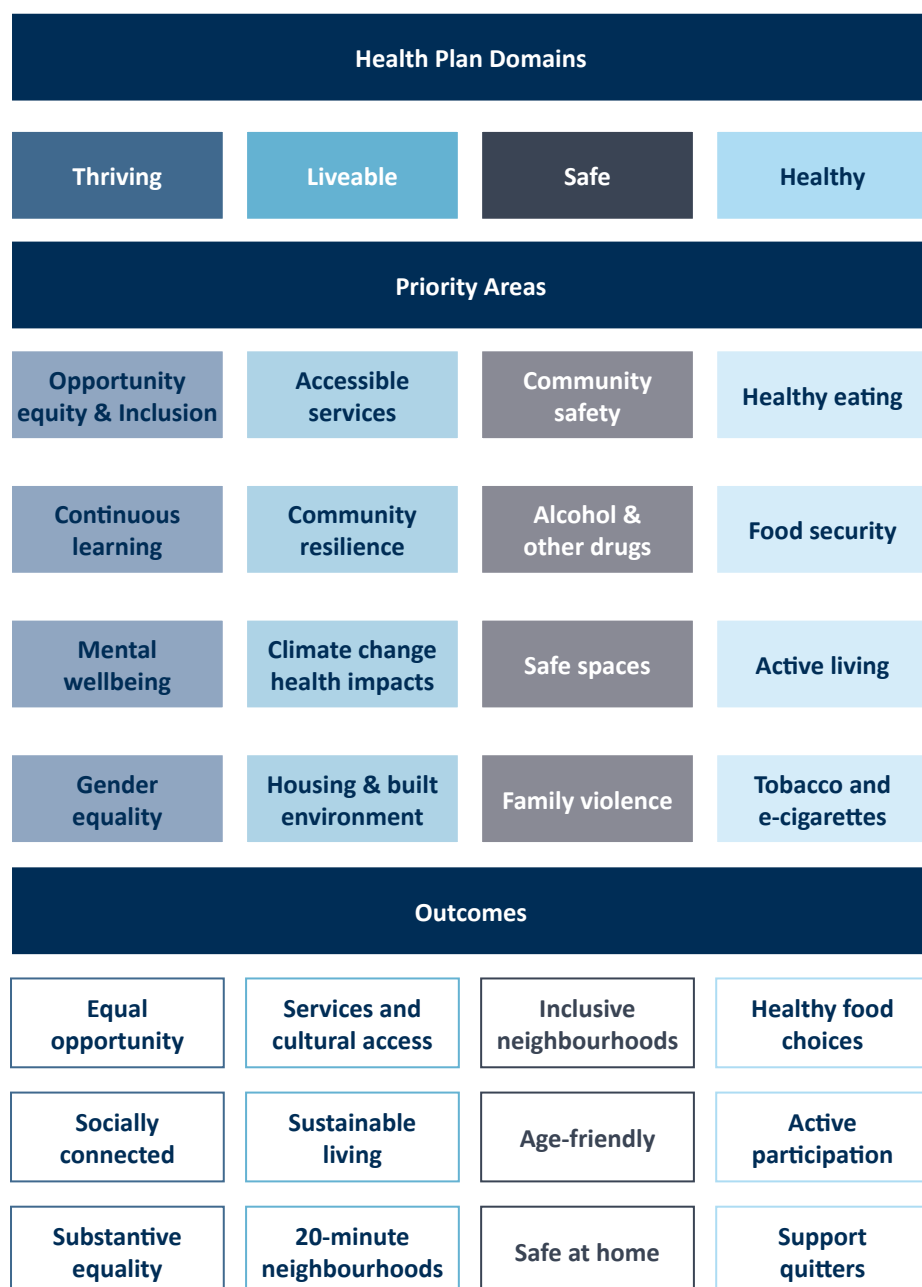 Health Plan Domains
Thriving
Liveable
Safe
Healthy
Priority Areas
Opportunity
equity & Inclusion
Accessible
services
Community
safety
Healthy eating
Continuous
learning
Community
resilience
Alcohol &
other drugs
Food security
Mental
wellbeing
Climate change
health impacts
Safe spaces
Active living
Gender
equality
Housing & built
environment
Family violence
Tobacco and
e-cigarettes
Outcomes
Equal
opportunity
Services and
cultural access
Inclusive
neighbourhoods
Healthy food
choices
Socially
connected
Sustainable
living
Age-friendly
Active
participation
Substantive
equality
20-minute
neighbourhoods
Safe at home
Support
quitters